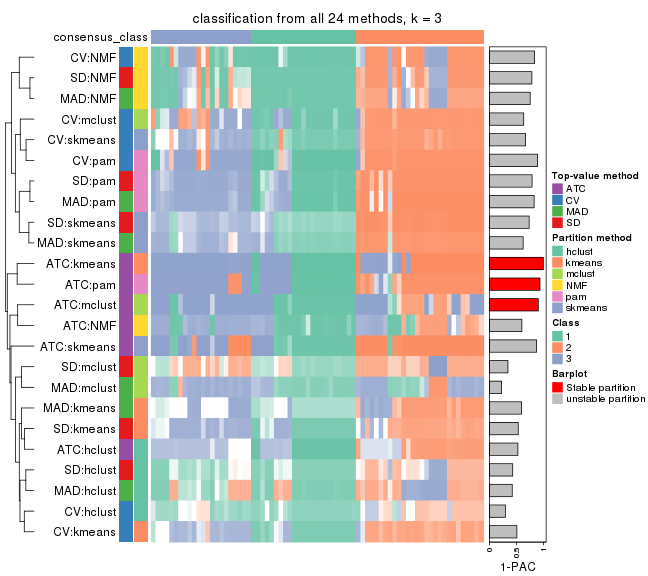 classification from all 24 methods, k = 3
consensus_class
CV:NMF
SD:NMF
MAD:NMF
CV:mclust
CV:skmeans
CV:pam
SD:pam
MAD:pam
SD:skmeans
MAD:skmeans
ATC:kmeans
ATC:pam
ATC:mclust
ATC:NMF
ATC:skmeans
SD:mclust
MAD:mclust
MAD:kmeans
SD:kmeans
ATC:hclust
SD:hclust
MAD:hclust
CV:hclust
CV:kmeans
0
0.5
1
1-PAC
Top-value method
ATC
CV
MAD
SD
Partition method
hclust
kmeans
mclust
NMF
pam
skmeans
Class
1
2
3
Barplot
Stable partition
unstable partition